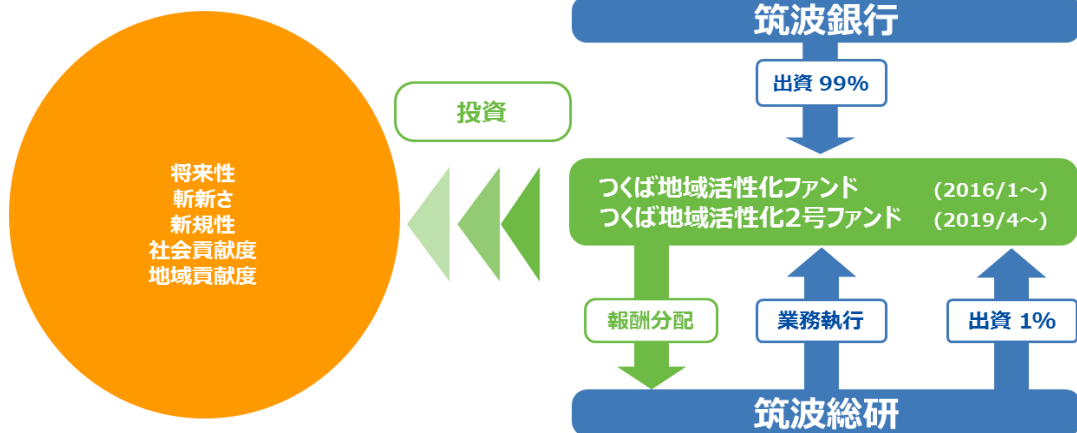 筑波銀行
出資 99%
投資
将来性
斬新さ
新規性
社会貢献度
地域貢献度
つくば地域活性化ファンド (2016/1~)
つくば地域活性化2号ファンド (2019/4~)
報酬分配
業務執行
出資 1%
筑波総研